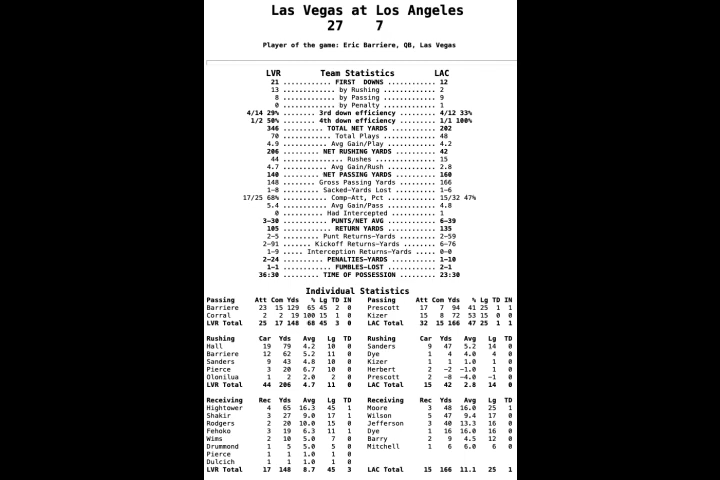 Las Vegas at Los Angeles
27 7
Player of the game: Eric Barriere, QB, Las Vegas
LVR Team Statistics LAC
21 ............ FIRST DOWNS ............ 12
13 ............ by Rushing ............ 2
8 ............ by Passing ............ 9
0 ............ by Penalty ............ 1
4/14 29% ........ 3rd down efficiency ........ 4/12 33%
1/2 50% ........ 4th down efficiency ........ 1/1 100%
346 .......... TOTAL NET YARDS .......... 202
70 ............ Total Plays ............ 48
4.9 .......... Avg Gain/Play .......... 4.2
206 ......... NET RUSHING YARDS ......... 42
44 .............. Rushes .............. 15
4.7 .......... Avg Gain/Rush .......... 2.8
140 ......... NET PASSING YARDS ......... 160
148 ........ Gross Passing Yards ........ 166
1-8 ........ Sacked-Yards Lost ........ 1-6
17/25 68% .......... Comp-Att, Pct .......... 15/32 47%
5.4 .......... Avg Gain/Pass .......... 4.8
0 .......... Had Intercepted .......... 1
3-30 .......... PUNTS/NET AVG .......... 6-39
105 ........... RETURN YARDS ........... 135
2-5 ........ Punt Returns-Yards ........ 2-59
2-91 ....... Kickoff Returns-Yards ....... 6-76
1-9 ..... Interception Returns-Yards ..... 0-0
2-24 ......... PENALTIES-YARDS ......... 1-10
1-1 .......... FUMBLES-LOST .......... 2-1
36:30 ........ TIME OF POSSESSION ........ 23:30
Individual Statistics
Passing Att Com Yds % Lg TD IN Passing Att Com Yds % Lg TD IN
Barriere 23 15 129 65 45 2 0 Prescott 17 7 94 41 25 1 1
Corral 2 2 19 100 15 1 0 Kizer 15 8 72 53 15 0 0
LVR Total 25 17 148 68 45 3 0 LAC Total 32 15 166 47 25 1 1
Rushing Car Yds Avg Lg TD Rushing Car Yds Avg Lg TD
Hall 19 79 4.2 10 0 Sanders 9 47 5.2 14 0
Barriere 12 62 5.2 11 0 Dye 1 4 4.0 4 0
Sanders 9 43 4.8 10 0 Kizer 1 1 1.0 1 0
Pierce 3 20 6.7 10 0 Herbert 2 -2 -1.0 1 0
Olonilua 1 2 2.0 2 0 Prescott 2 -8 -4.0 -1 0
LVR Total 44 206 4.7 11 0 LAC Total 15 42 2.8 14 0
Receiving Rec Yds Avg Lg TD Receiving Rec Yds Avg Lg TD
Hightower 4 65 16.3 45 1 Moore 3 48 16.0 25 1
Shakir 3 27 9.0 17 1 Wilson 5 47 9.4 17 0
Rodgers 2 20 10.0 15 0 Jefferson 3 40 13.3 16 0
Fehoko 3 19 6.3 11 1 Dye 1 16 16.0 16 0
Wims 2 10 5.0 7 0 Barry 2 9 4.5 12 0
Drummond 1 5 5.0 5 0 Mitchell 1 6 6.0 6 0
Pierce 1 1 1.0 1 0
Dulcich 1 1 1.0 1 0
LVR Total 17 148 8.7 45 3 LAC Total 15 166 11.1 25 1